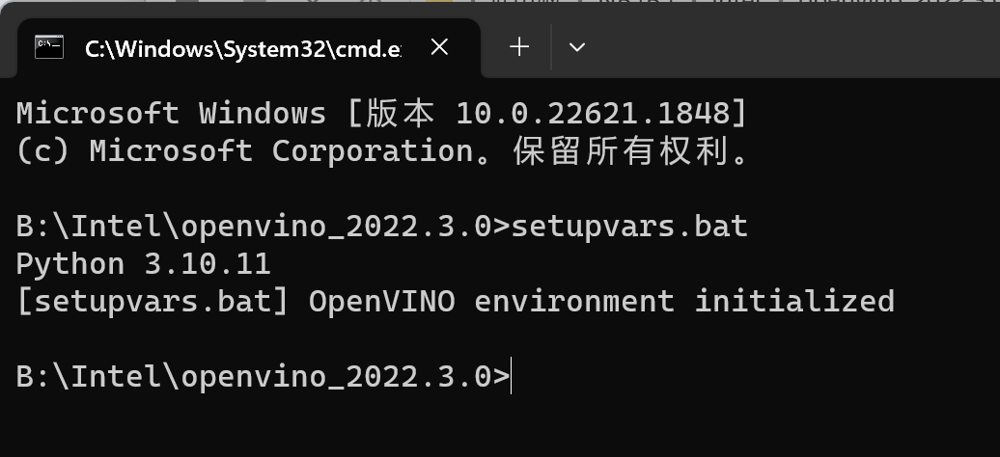 C:\Windows\System32\cmd.e
Microsoft Windows [版本 10.0.22621.1848]
(c) Microsoft Corporation。保留所有权利。
B:\Intel\openvino_2022.3.0>setupvars.bat
Python 3.10.11
[setupvars.bat] OpenVINO environment initialized
B:\Intel\openvino_2022.3.0>